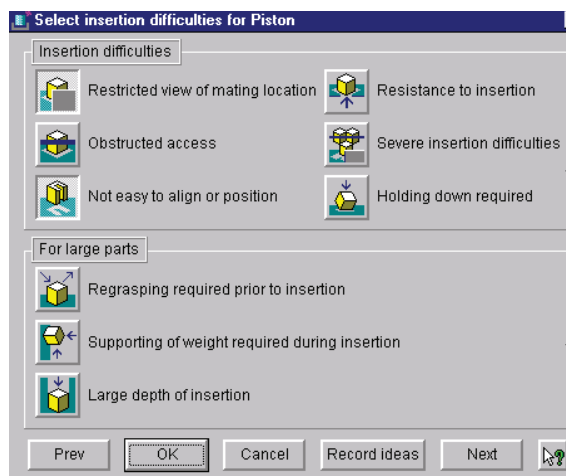 Select insertion difficulties for Piston
Insertion difficulties
Restricted view of mating location
Resistance to insertion
Obstructed access
Severe insertion difficulties
Not easy to align or position
Holding down required
For large parts
Regrasping required prior to insertion
Supporting of weight required during insertion
Large depth of insertion
Prev OK Cancel Record ideas Next ?